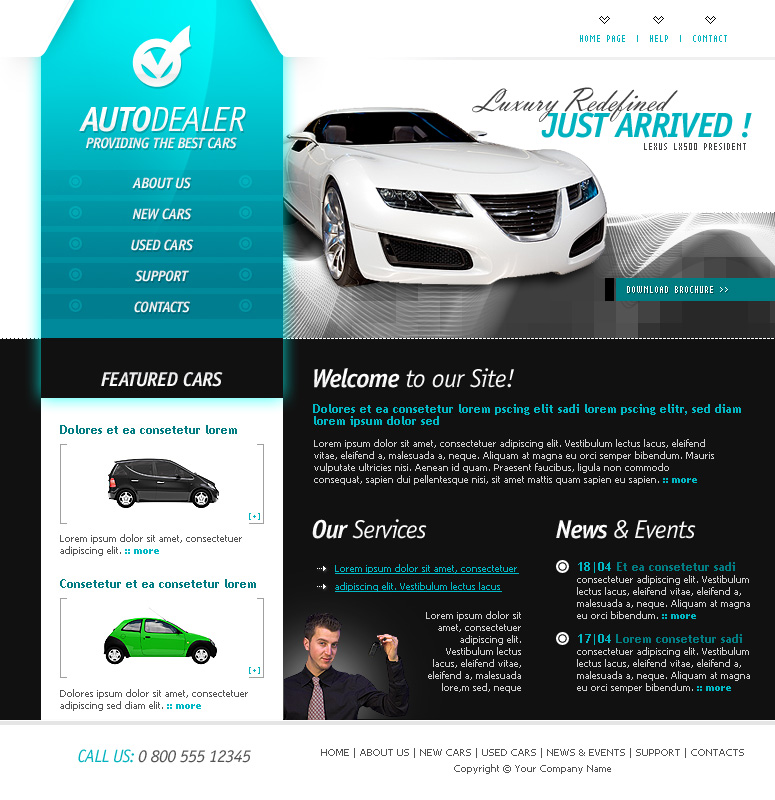 HOME PAGE | HELP | CONTACT
AUTODEALER
PROVIDING THE BEST CARS
ABOUT US
NEW CARS
USED CARS
SUPPORT
CONTACTS
Luxury Redefined
JUST ARRIVED !
LEXUS LX500 PRESIDENT
DOWNLOAD BROCHURE >>
FEATURED CARS
Dolores et ea consetetur lorem
[+]
Lorem ipsum dolor sit amet, consectetuer
adipiscing elit. :: more
Consetetur et ea consetetur lorem
[+]
Dolores ipsum dolor sit amet, consectetuer
adipiscing sed diam elit. :: more
Welcome to our Site!
Dolores et ea consetetur lorem pscing elit sadi lorem pscing elitr, sed diam
lorem ipsum dolor sed
Lorem ipsum dolor sit amet, consectetuer adipiscing elit. Vestibulum lectus lacus, eleifend
vitae, eleifend a, malesuada a, neque. Aliquam at magna eu orci semper bibendum. Mauris
vulputate ultricies nisi. Aenean id quam. Praesent faucibus, ligula non commodo
consequat, sapien dui pellentesque nisi, sit amet mattis quam sapien eu sapien. :: more
Our Services
Lorem ipsum dolor sit amet, consectetuer
adipiscing elit. Vestibulum lectus lacus
Lorem ipsum dolor sit
amet, consectetuer
adipiscing elit.
Vestibulum lectus
lacus, eleifend vitae,
eleifend a, malesuada
lore,m sed, neque
News & Events
18|04 Et ea consetetur sadi
consectetuer adipiscing elit. Vestibulum
lectus lacus, eleifend vitae, eleifend a,
malesuada a, neque. Aliquam at magna
eu orci bibendum. :: more
17|04 Lorem consetetur sadi
consectetuer adipiscing elit. Vestibulum
lectus lacus, eleifend vitae, eleifend a,
malesuada a, neque. Aliquam at magna
eu orci semper bibendum. :: more
CALL US: 0 800 555 12345
HOME | ABOUT US | NEW CARS | USED CARS | NEWS & EVENTS | SUPPORT | CONTACTS
Copyright © Your Company Name